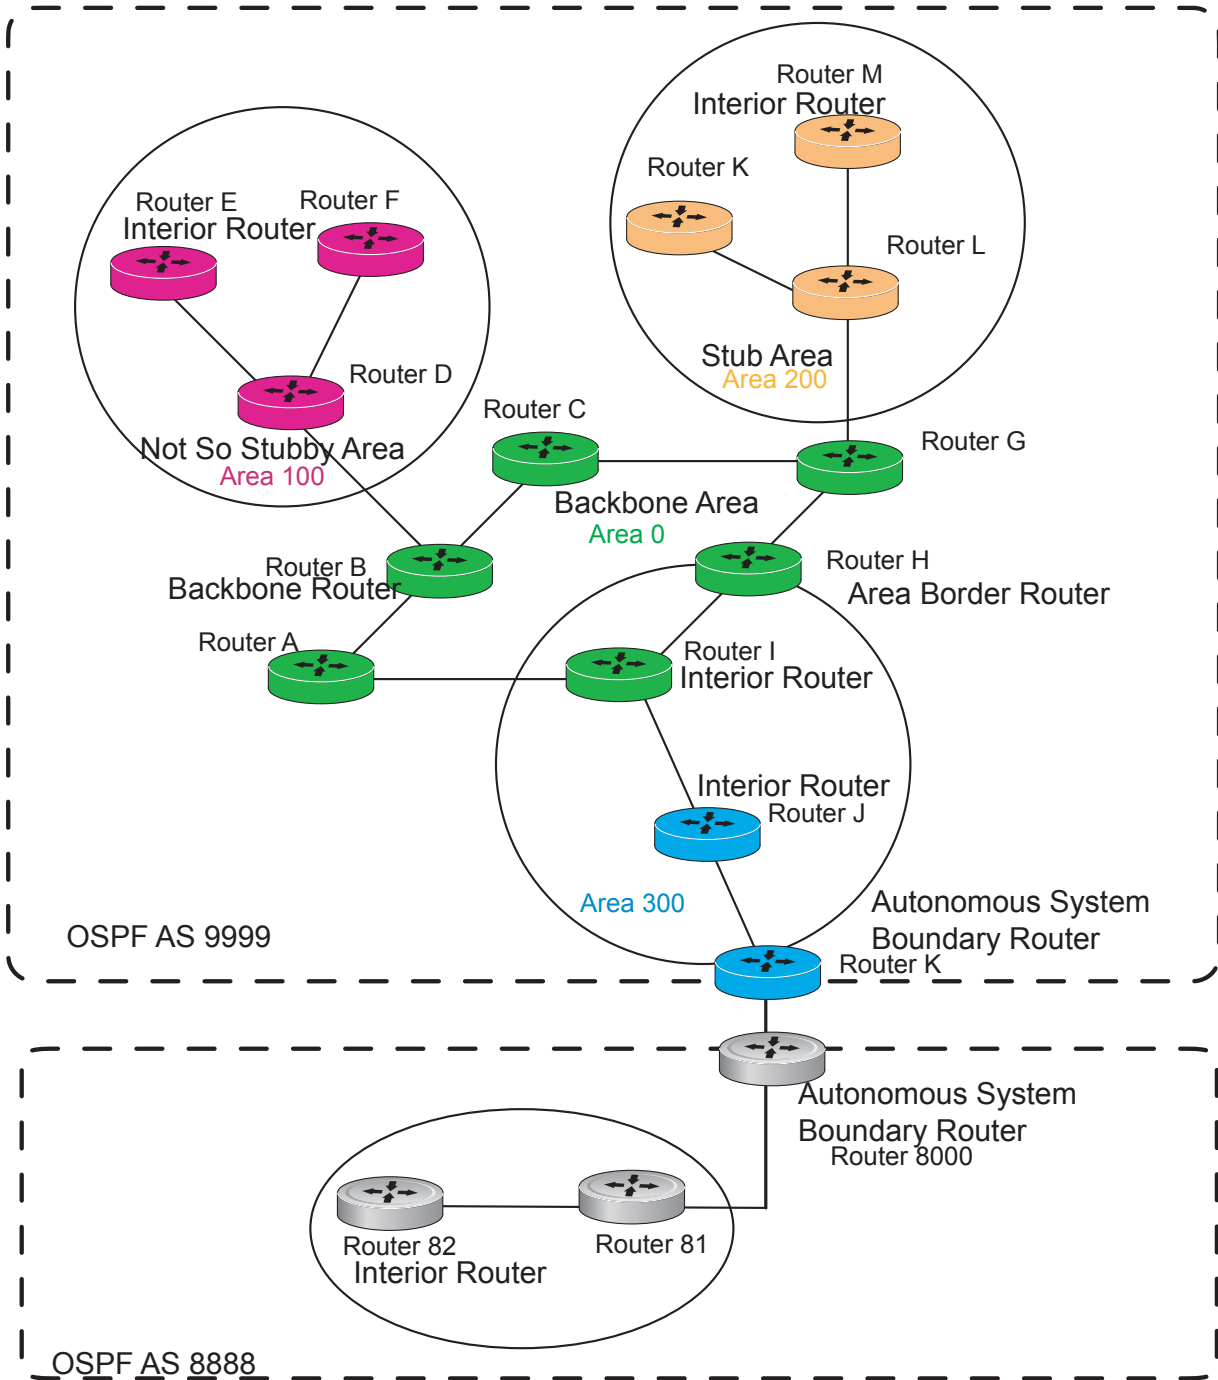 Router M
Interior Router
Router K
Router E
Router F
Interior Router
Router L
Stub Area
Area 200
Router D
Router C
Router G
Not So Stubby Area
Area 100
Backbone Area
Area 0
Router B
Backbone Router
Router H
Area Border Router
Router A
Router I
Interior Router
Interior Router
Router J
Area 300
Autonomous System
Boundary Router
Router K
OSPF AS 9999
Autonomous System
Boundary Router
Router 8000
Router 82
Interior Router
Router 81
OSPF AS 8888